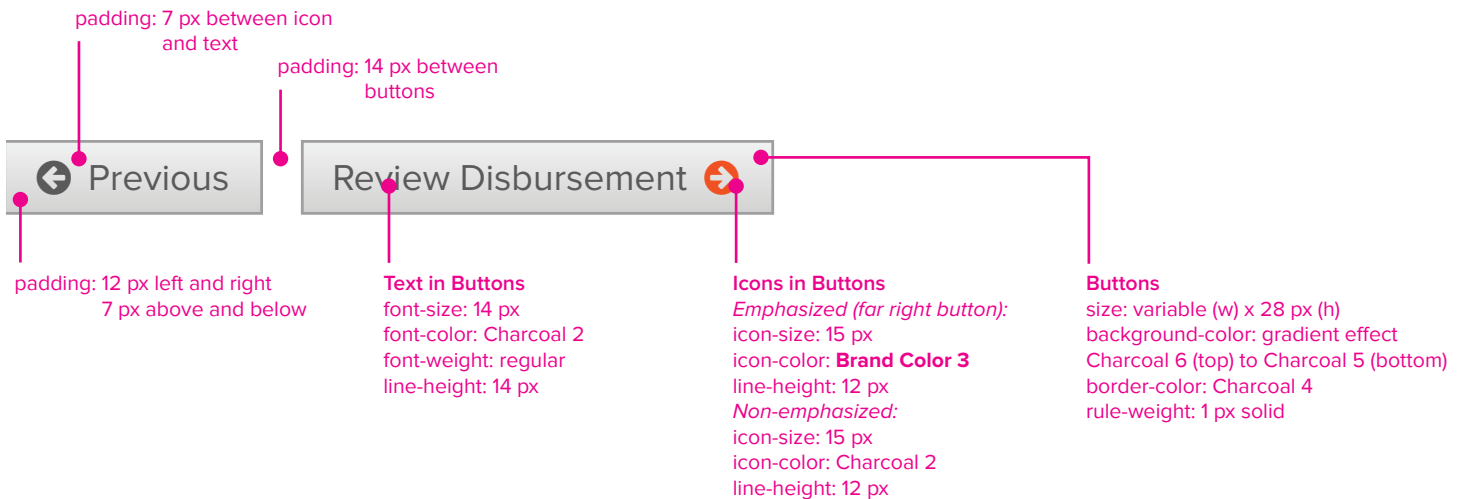 padding: 7 px between icon
and text
padding: 14 px between
buttons
Previous
Review Disbursement
padding: 12 px left and right
7 px above and below
Text in Buttons
font-size: 14 px
font-color: Charcoal 2
font-weight: regular
line-height: 14 px
Icons in Buttons
Emphasized (far right button):
icon-size: 15 px
icon-color: Brand Color 3
line-height: 12 px
Non-emphasized:
icon-size: 15 px
icon-color: Charcoal 2
line-height: 12 px
Buttons
size: variable (w) x 28 px (h)
background-color: gradient effect
Charcoal 6 (top) to Charcoal 5 (bottom)
border-color: Charcoal 4
rule-weight: 1 px solid